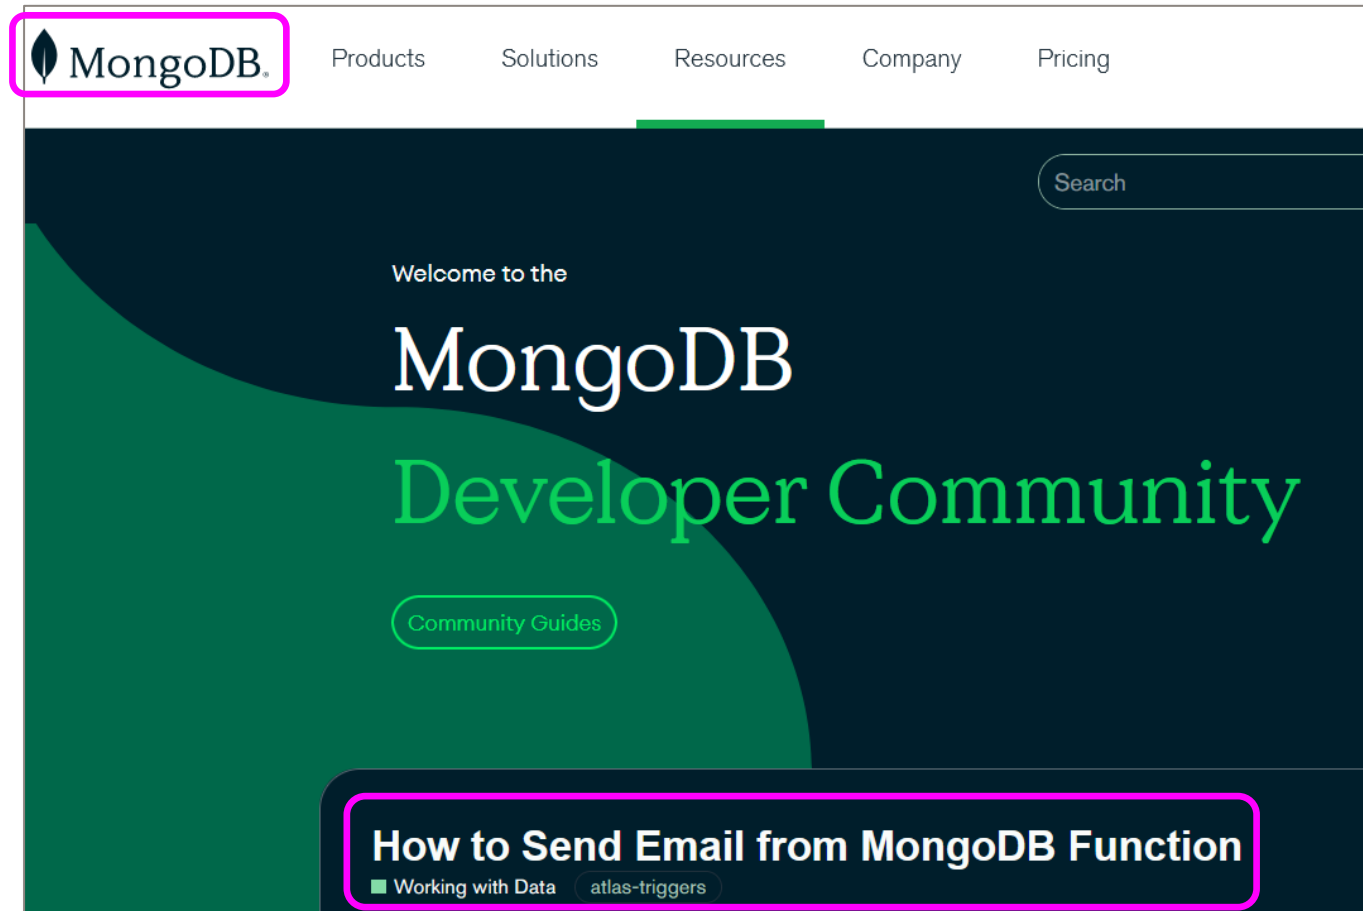 MongoDB®
Products Solutions Resources Company Pricing
Search
Welcome to the
MongoDB
Developer Community
Community Guides
How to Send Email from MongoDB Function
Working with Data atlas-triggers